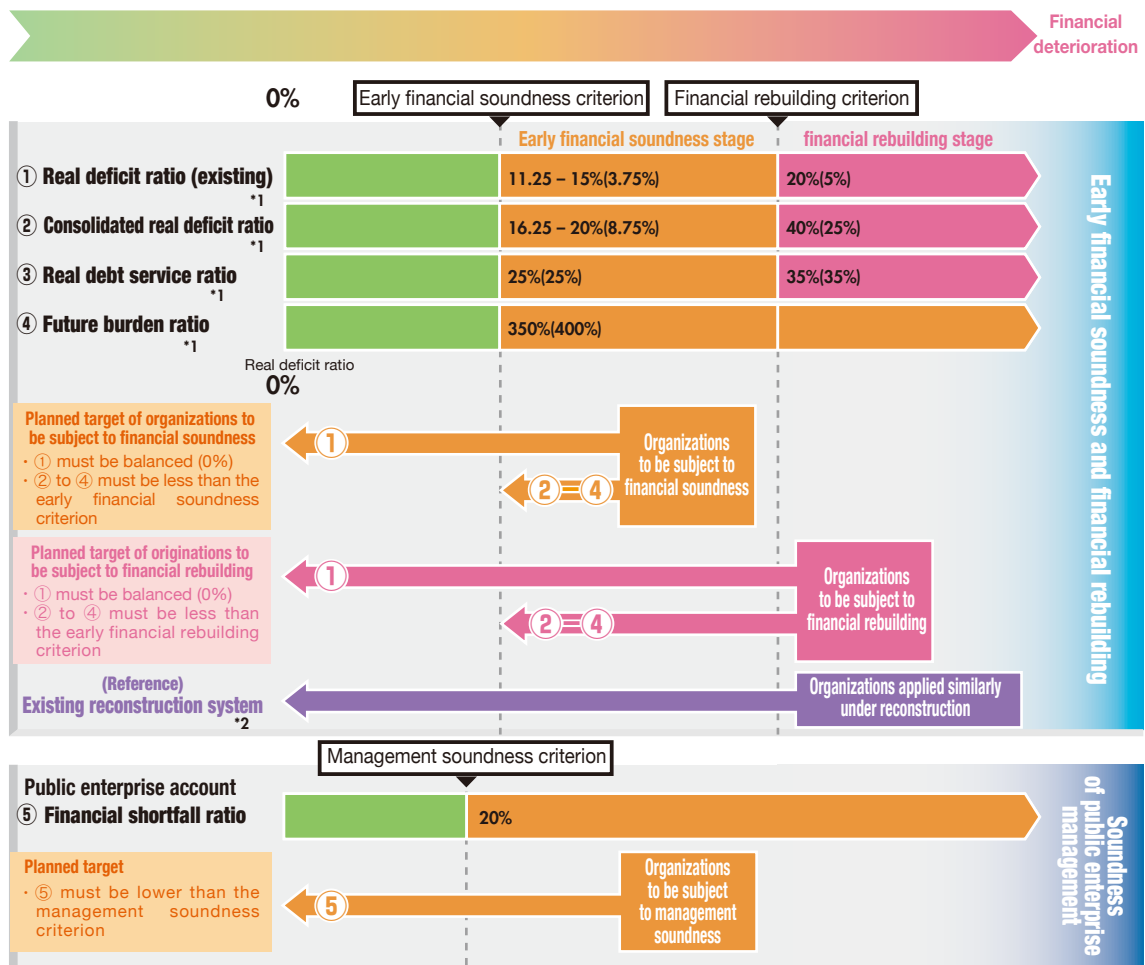 Financial
deterioration
0%
Early financial soundness criterion
Financial rebuilding criterion
Early financial soundness stage
financial rebuilding stage
① Real deficit ratio (existing)
*1
11.25 – 15%(3.75%)
20%(5%)
② Consolidated real deficit ratio
*1
16.25 – 20%(8.75%)
40%(25%)
③ Real debt service ratio
*1
25%(25%)
35%(35%)
④ Future burden ratio
*1
350%(400%)
Real deficit ratio
0%
Planned target of organizations to
be subject to financial soundness
・① must be balanced (0%)
・② to ④ must be less than the
early financial soundness
criterion
①
②=④
Organizations
to be subject to
financial soundness
Planned target of originations to
be subject to financial rebuilding
・① must be balanced (0%)
・② to ④ must be less than
the early financial rebuilding
criterion
①
②=④
Organizations
to be subject to
financial rebuilding
(Reference)
Existing reconstruction system
*2
Organizations applied similarly
under reconstruction
Early financial soundness and financial rebuilding
Management soundness criterion
Public enterprise account
⑤ Financial shortfall ratio
20%
Planned target
・⑤ must be lower than the
management soundness
criterion
⑤
Organizations
to be subject
to management
soundness
Soundness
of public enterprise
management